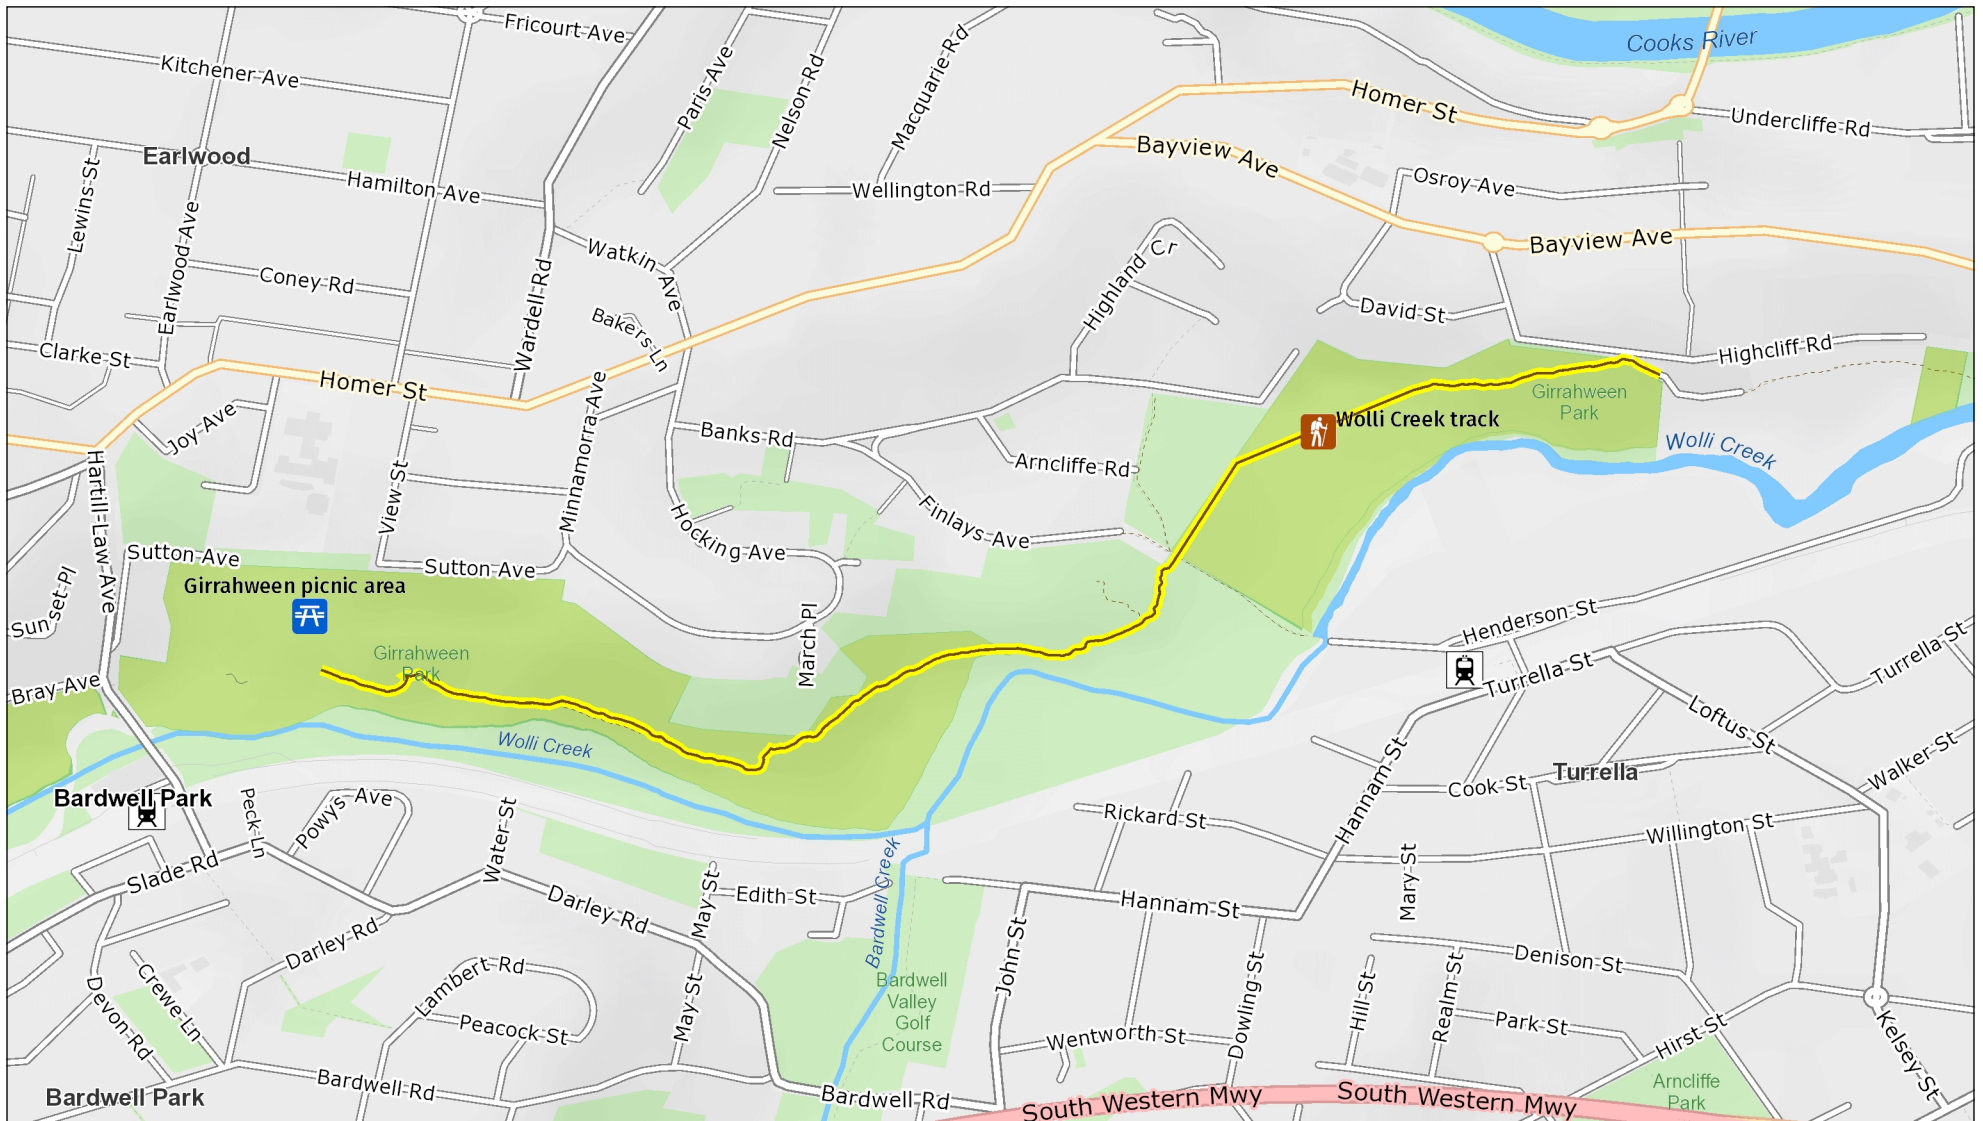 Fricourt Ave
Cooks River
Kitchener Ave
Paris Ave
Nelson Rd
Macquarie Rd
Homer St
Undercliffe Rd
Earlwood
Lewins St
Hamilton Ave
Bayview Ave
Wellington Rd
Osroy Ave
Earlwood Ave
Watkin Ave
Bayview Ave
Highland Cr
Coney Rd
Wardell Rd
Bakers Ln
David St
Clarke St
Highcliff Rd
Homer St
Minnamorra Ave
Girrahween
Park
Wolli Creek track
Joy Ave
Banks Rd
Arncliffe Rd
Wolli Creek
Hartill-Law Ave
View St
Hocking Ave
Finlays Ave
Sutton Ave
Sutton Ave
Girrahween picnic area
Sunset Pl
March Pl
Henderson St
Turrella St
Turrella St
Girrahween
Park
Bray Ave
Loftus St
Wolli Creek
Hannam St
Turrella
Walker St
Bardwell Park
Peck Ln
Powys Ave
Water St
Cook St
Rickard St
Willington St
Slade Rd
Bardwell Creek
Mary St
May St
Edith St
Darley Rd
Hannam St
Darley Rd
John St
Dowling St
Denison St
Lambert Rd
Crewe Ln
Devon Rd
May St
Bardwell
Valley
Golf
Course
Hill St
Realm St
Peacock St
Wentworth St
Park St
Hirst St
Kelsey St
Bardwell Rd
Bardwell Rd
Arncliffe
Park
Bardwell Park
South Western Mwy
South Western Mwy